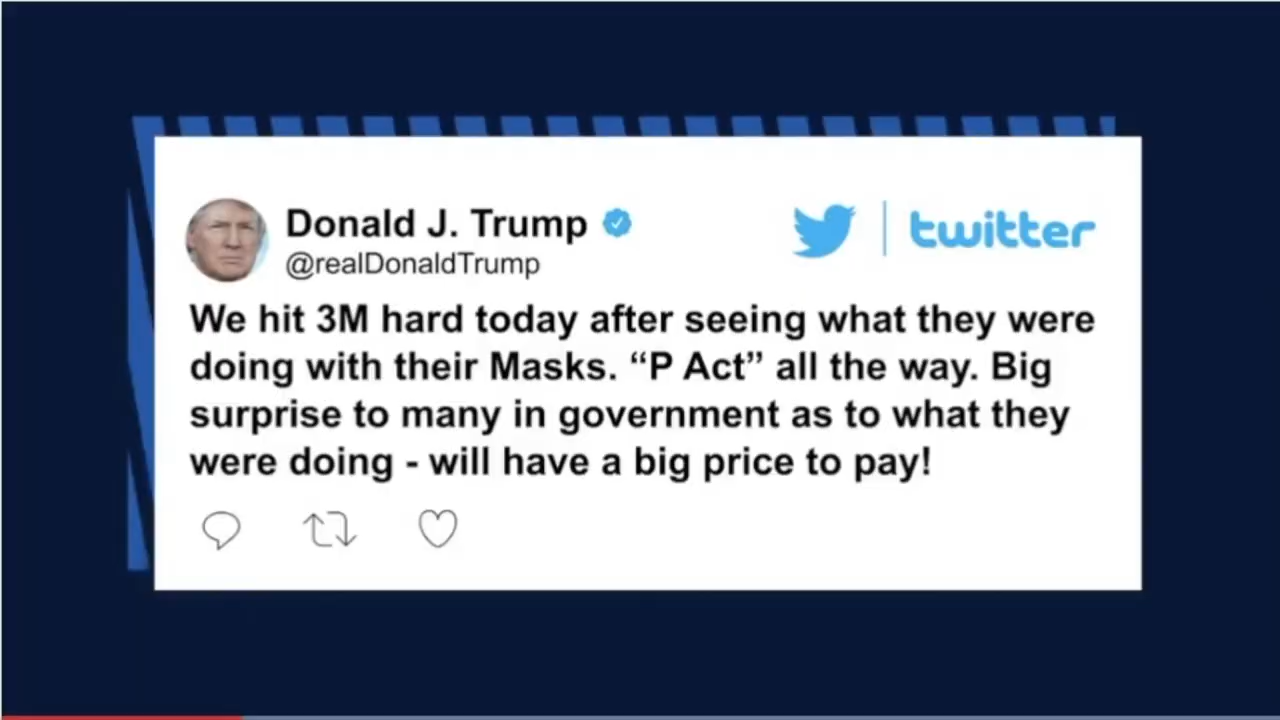 Donald J. Trump
twitter
@realDonaldTrump
We hit 3M hard today after seeing what they were
doing with their Masks. “P Act” all the way. Big
surprise to many in government as to what they
were doing - will have a big price to pay!